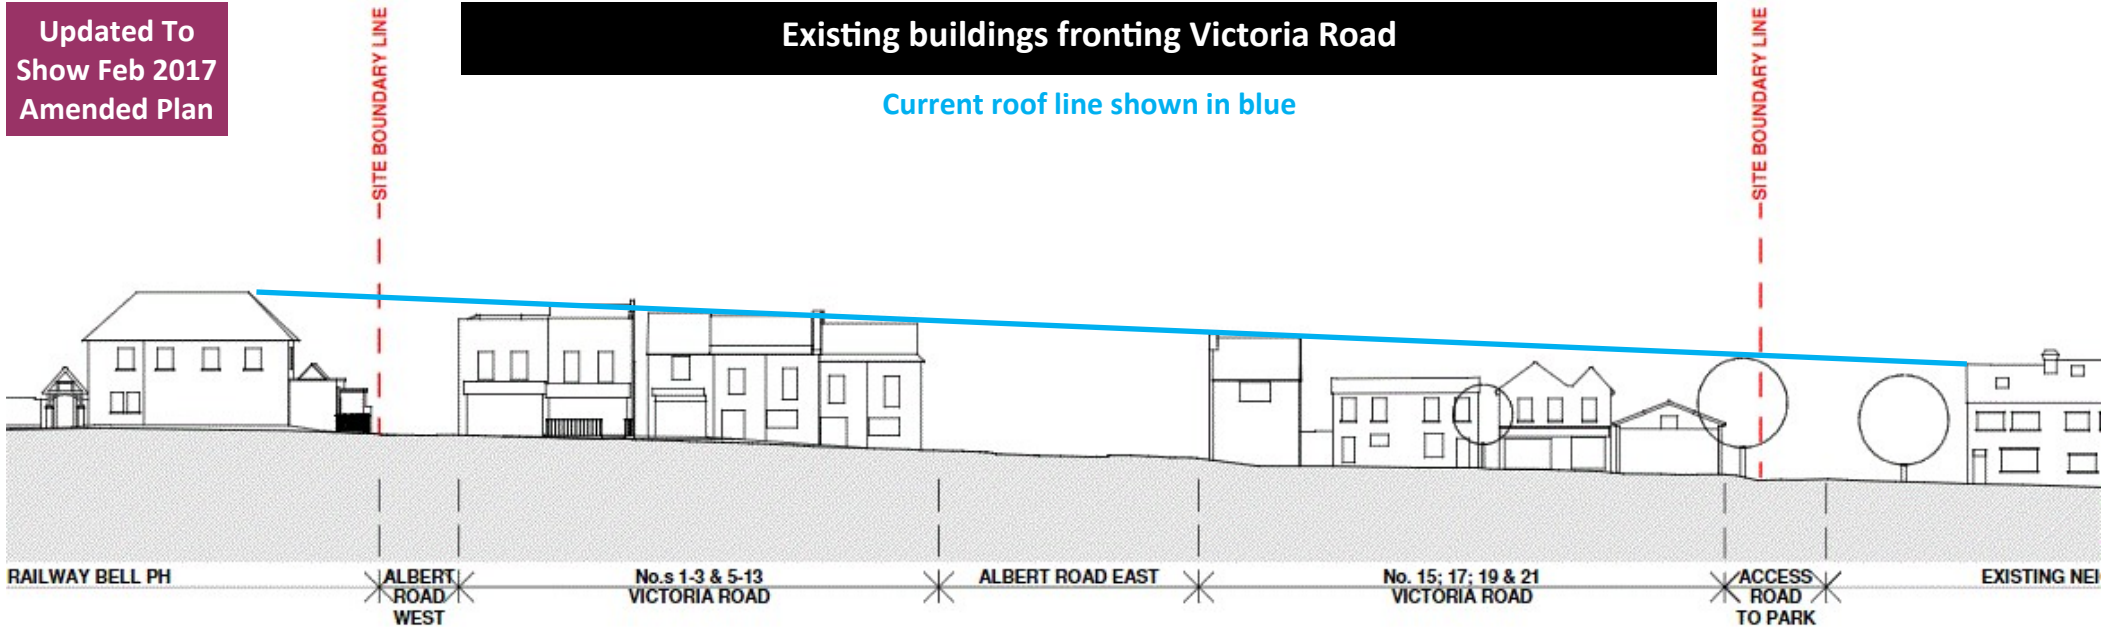 Updated To
Show Feb 2017
Amended Plan
Existing buildings fronting Victoria Road
Current roof line shown in blue
SITE BOUNDARY LINE
SITE BOUNDARY LINE
RAILWAY BELL PH
ALBERT
ROAD
WEST
No.s 1-3 & 5-13
VICTORIA ROAD
ALBERT ROAD EAST
No. 15; 17; 19 & 21
VICTORIA ROAD
ACCESS
ROAD
TO PARK
EXISTING NEI